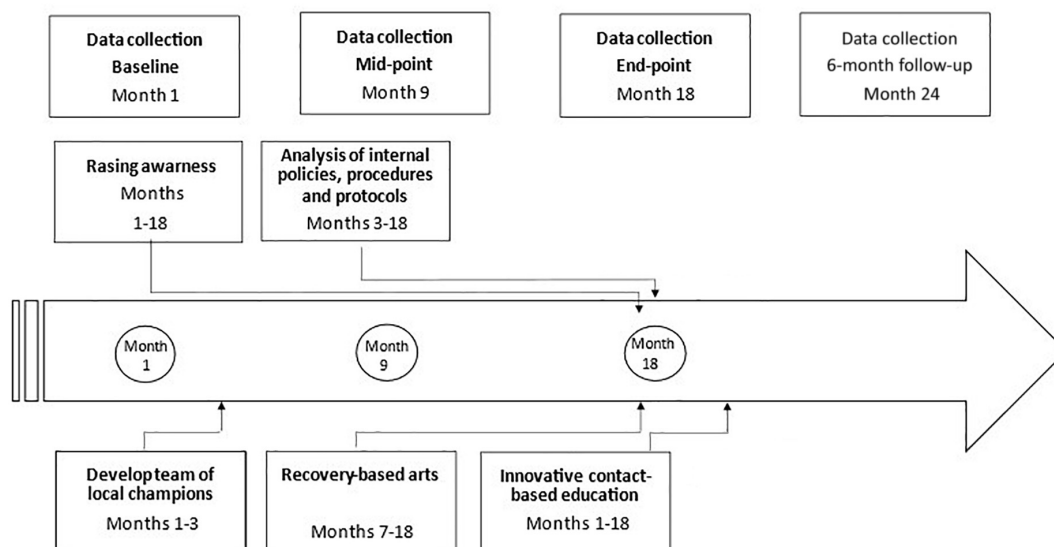 Data collection
Baseline
Month 1
Data collection
Mid-point
Month 9
Data collection
End-point
Month 18
Data collection
6-month follow-up
Month 24
Rasing awarness
Months
1-18
Analysis of internal
policies, procedures
and protocols
Months 3-18
Month
1
Month
9
Month
18
Develop team of
local champions
Months 1-3
Recovery-based arts
Months 7-18
Innovative contact-
based education
Months 1-18